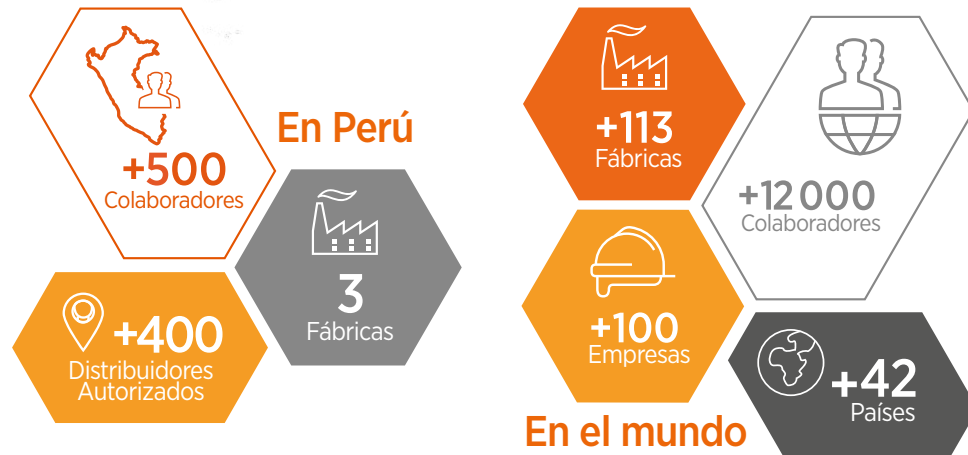 En Perú
+500
Colaboradores
3
Fábricas
+400
Distribuidores
Autorizados
+113
Fábricas
+12 000
Colaboradores
+100
Empresas
+42
Países
En el mundo